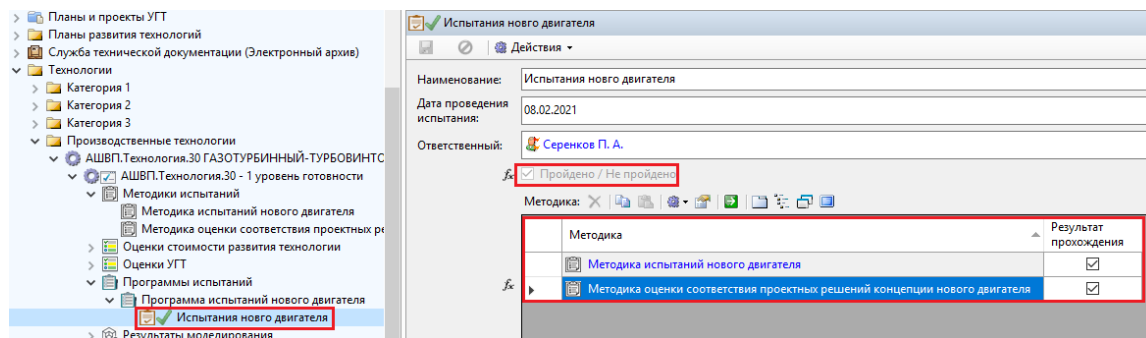 Планы и проекты УГТ
Планы развития технологий
Служба технической документации (Электронный архив)
Технологии
Категория 1
Категория 2
Категория 3
Производственные технологии
АШВП.Технология.30 ГАЗОТУРБИННЫЙ-ТУРБОВИНТО
АШВП.Технология.30 - 1 уровень готовности
Методики испытаний
Методика испытаний нового двигателя
Методика оценки соответствия проектных ре
Оценки стоимости развития технологии
Оценки УГТ
Программы испытаний
Программа испытаний нового двигателя
Испытания новго двигателя
Результаты моделирования
Испытания новго двигателя
Действия
Наименование: Испытания новго двигателя
Дата проведения
испытания: 08.02.2021
Ответственный: Серенков П. А.
fx Пройдено / Не пройдено
Методика:
Методика Результат
прохождения
Методика испытаний нового двигателя
fx Методика оценки соответствия проектных решений концепции нового двигателя